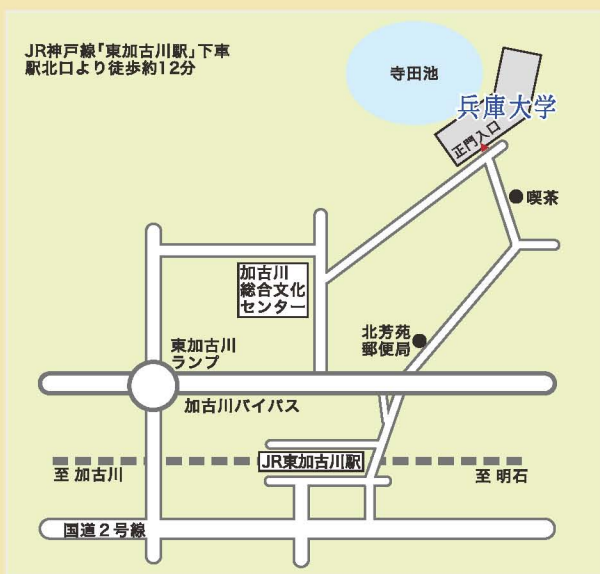 JR神戸線「東加古川駅」下車
駅北口より徒歩約12分
寺田池
兵庫大学
正門入口
喫茶
加古川
総合文化
センター
北芳苑
郵便局
東加古川
ランプ
加古川バイパス
JR東加古川駅
至 加古川
至 明石
国道2号線